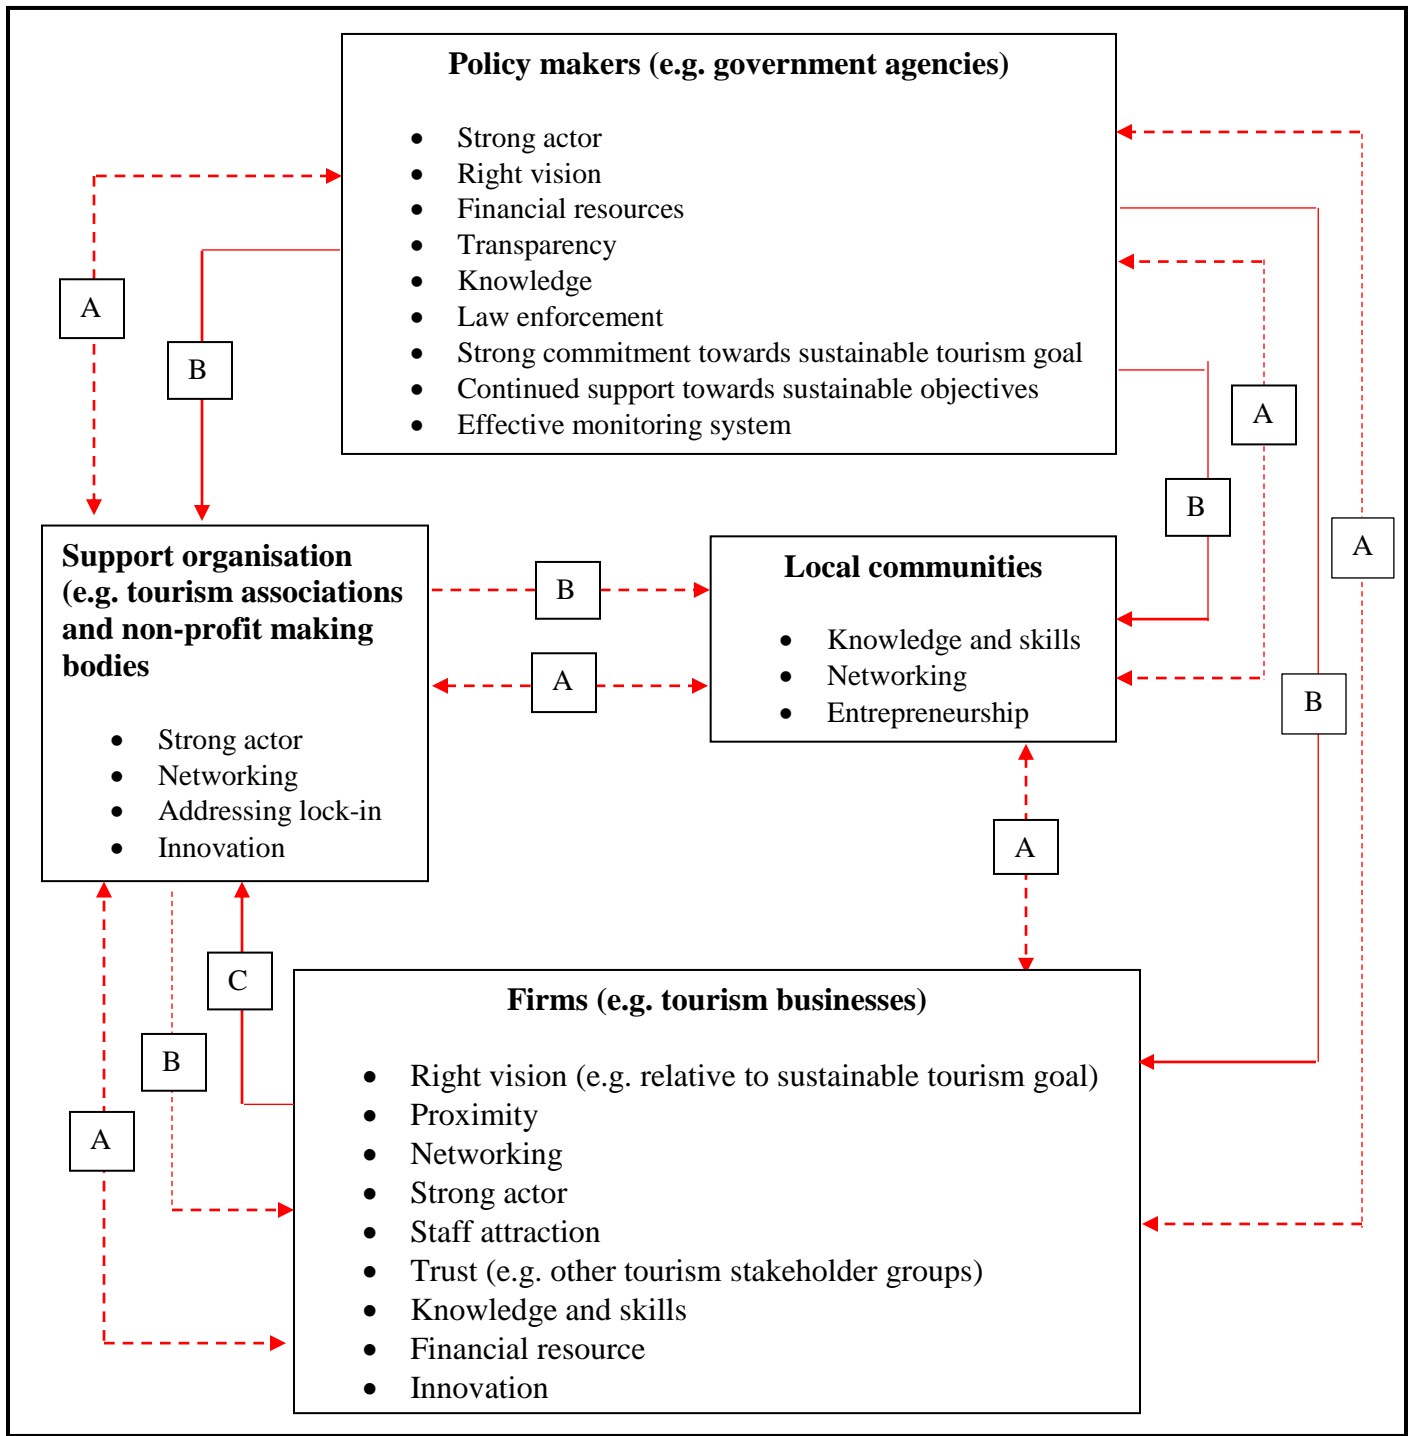 Policy makers (e.g. government agencies)
• Strong actor
• Right vision
• Financial resources
• Transparency
• Knowledge
• Law enforcement
• Strong commitment towards sustainable tourism goal
• Continued support towards sustainable objectives
• Effective monitoring system
A
B
A
B
A
B
Support organisation
(e.g. tourism associations
and non-profit making
bodies
• Strong actor
• Networking
• Addressing lock-in
• Innovation
B
A
Local communities
• Knowledge and skills
• Networking
• Entrepreneurship
A
C
B
A
Firms (e.g. tourism businesses)
• Right vision (e.g. relative to sustainable tourism goal)
• Proximity
• Networking
• Strong actor
• Staff attraction
• Trust (e.g. other tourism stakeholder groups)
• Knowledge and skills
• Financial resource
• Innovation